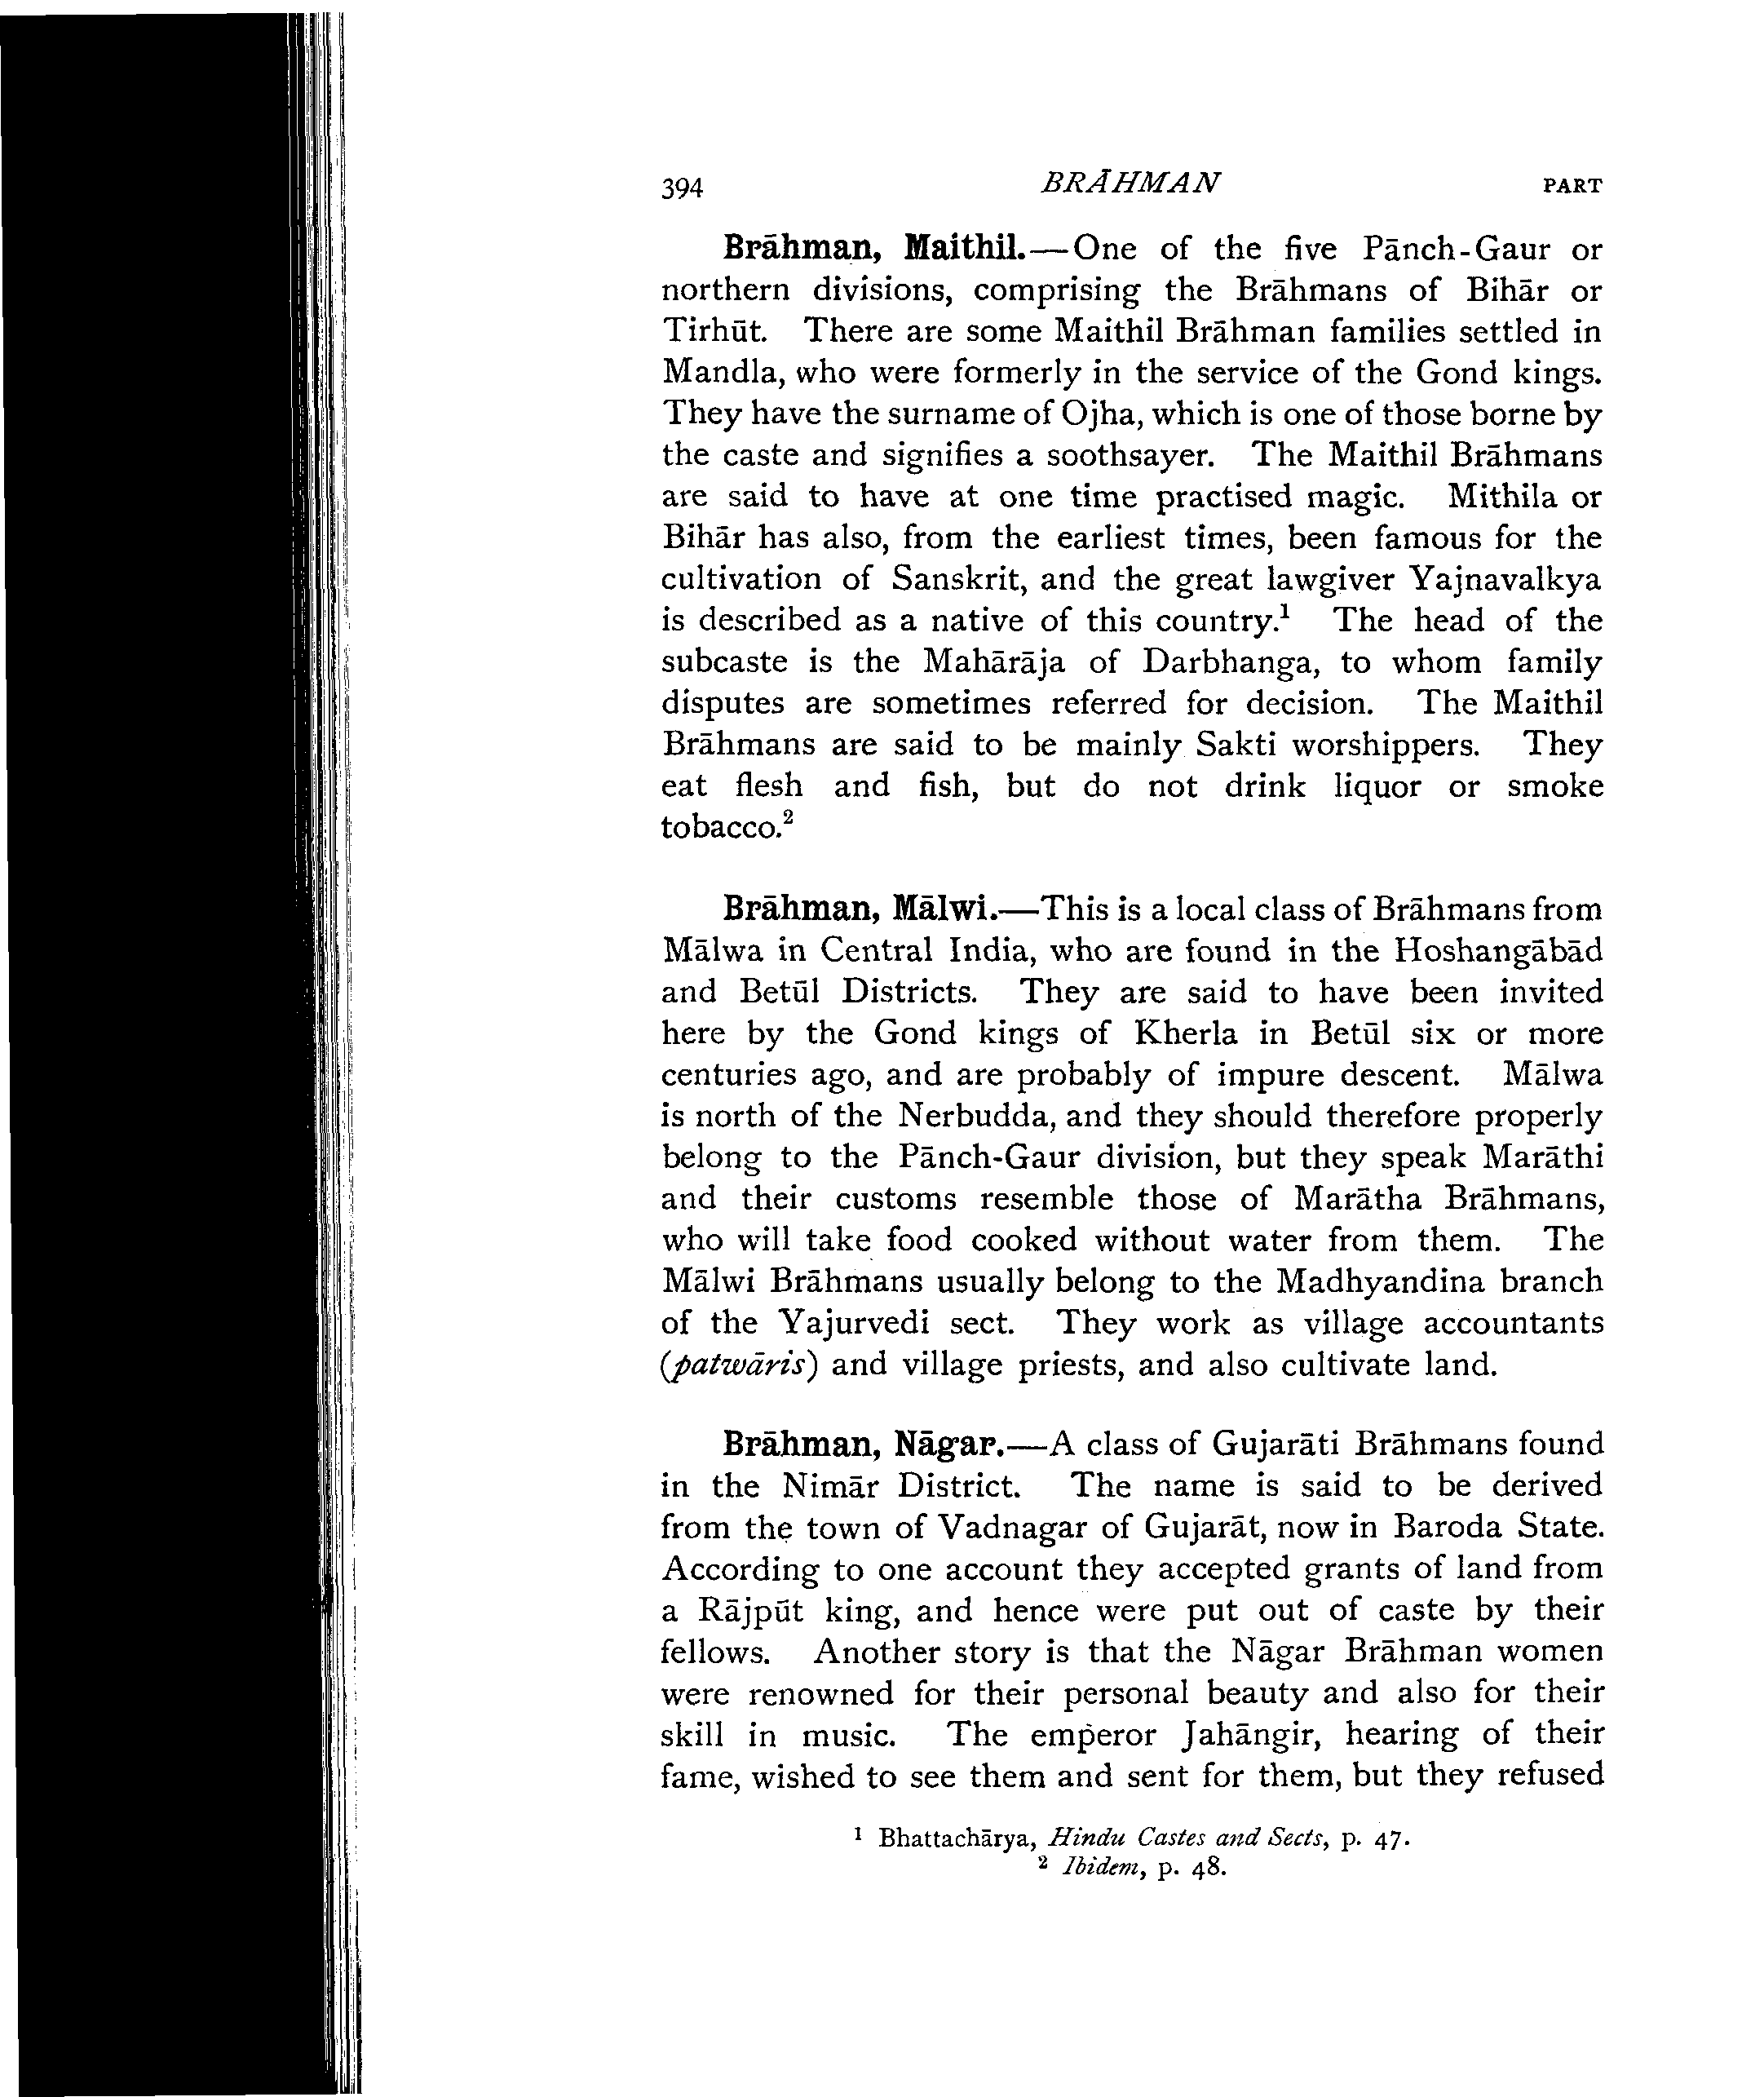 394 BRĀHMAN PART
Brāhman, Maithil.—One of the five Pānch-Gaur or
northern divisions, comprising the Brāhmans of Bihār or
Tirhūt. There are some Maithil Brāhman families settled in
Mandla, who were formerly in the service of the Gond kings.
They have the surname of Ojha, which is one of those borne by
the caste and signifies a soothsayer. The Maithil Brāhmans
are said to have at one time practised magic. Mithila or
Bihār has also, from the earliest times, been famous for the
cultivation of Sanskrit, and the great lawgiver Yajnavalkya
is described as a native of this country.¹ The head of the
subcaste is the Mahārāja of Darbhanga, to whom family
disputes are sometimes referred for decision. The Maithil
Brāhmans are said to be mainly Sakti worshippers. They
eat flesh and fish, but do not drink liquor or smoke
tobacco.²
Brāhman, Mālwi.—This is a local class of Brāhmans from
Mālwa in Central India, who are found in the Hoshangābād
and Betūl Districts. They are said to have been invited
here by the Gond kings of Kherla in Betūl six or more
centuries ago, and are probably of impure descent. Mālwa
is north of the Nerbudda, and they should therefore properly
belong to the Pānch-Gaur division, but they speak Marāthi
and their customs resemble those of Marātha Brāhmans,
who will take food cooked without water from them. The
Mālwi Brāhmans usually belong to the Madhyandina branch
of the Yajurvedi sect. They work as village accountants
(patwāris) and village priests, and also cultivate land.
Brāhman, Nāgar.—A class of Gujarāti Brāhmans found
in the Nimār District. The name is said to be derived
from the town of Vadnagar of Gujarāt, now in Baroda State.
According to one account they accepted grants of land from
a Rājpūt king, and hence were put out of caste by their
fellows. Another story is that the Nāgar Brāhman women
were renowned for their personal beauty and also for their
skill in music. The emperor Jahāngir, hearing of their
fame, wished to see them and sent for them, but they refused
¹ Bhattachārya, Hindu Castes and Sects, p. 47.
² Ibidem, p. 48.